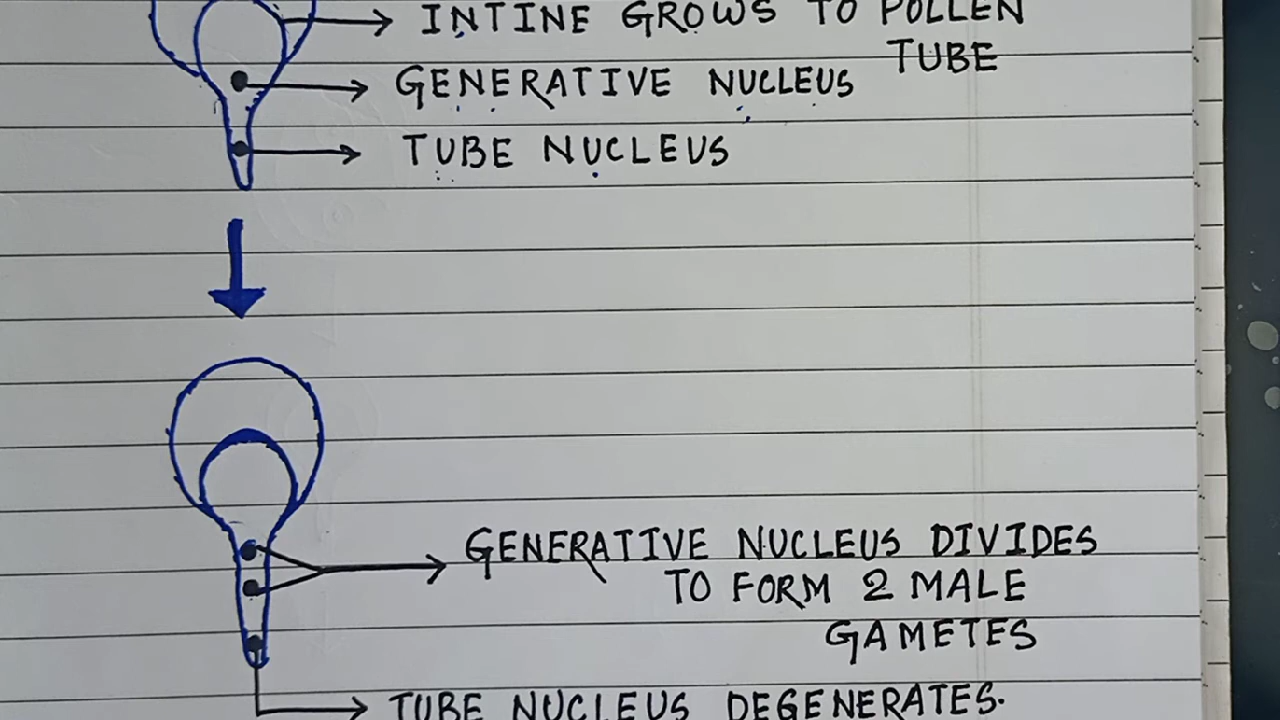 INTINE GROWS TO POLLEN
TUBE
GENERATIVE NUCLEUS
TUBE NUCLEUS
GENERATIVE NUCLEUS DIVIDES
TO FORM 2 MALE
GAMETES
TUBE NUCLEUS DEGENERATES.